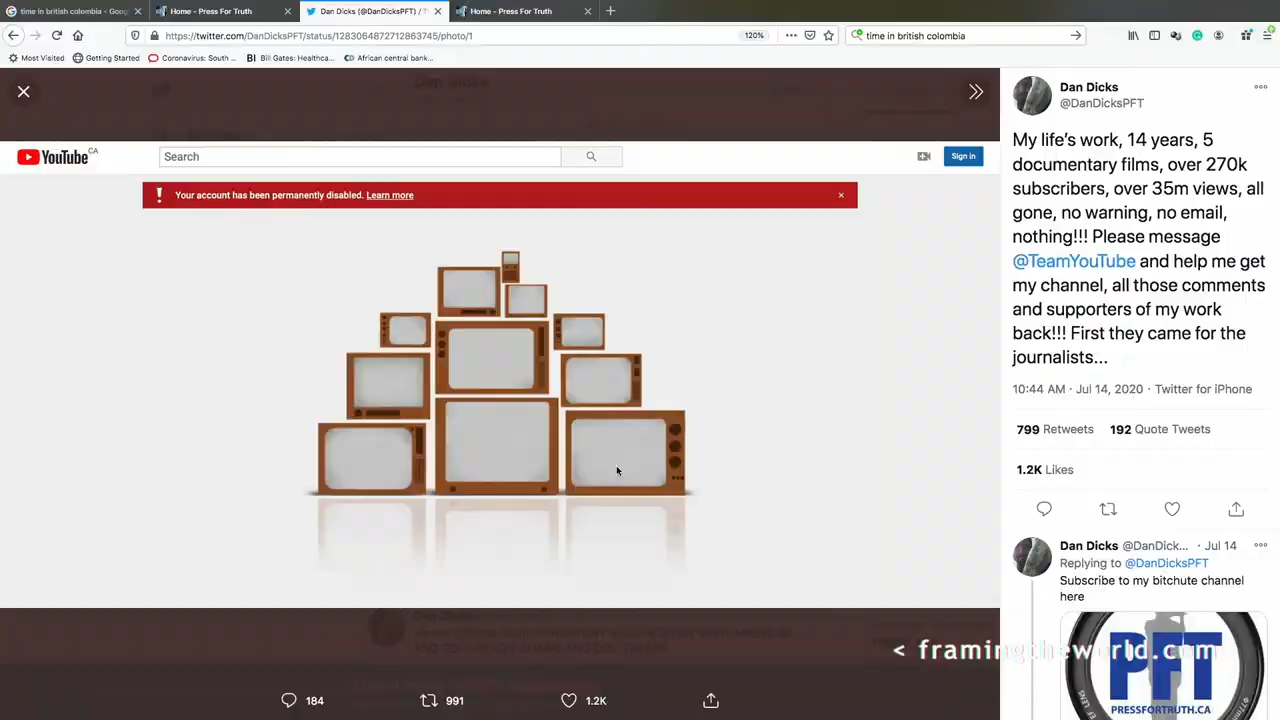 time in british colombia - Goog
Home - Press For Truth
Dan Dicks (@DanDicksPFT) / T
Home - Press For Truth
https://twitter.com/DanDicksPFT/status/1283064872712863745/photo/1
120%
time in british colombia
Most Visited
Getting Started
Coronavirus: South ...
BI Bill Gates: Healthca...
African central bank...
Dan Dicks
@DanDicksPFT
My life’s work, 14 years, 5
documentary films, over 270k
subscribers, over 35m views, all
gone, no warning, no email,
nothing!!! Please message
@TeamYouTube and help me get
my channel, all those comments
and supporters of my work
back!!! First they came for the
journalists...
10:44 AM · Jul 14, 2020 · Twitter for iPhone
799 Retweets 192 Quote Tweets
1.2K Likes
Dan Dicks @DanDick... · Jul 14
Replying to @DanDicksPFT
Subscribe to my bitchute channel
here
PFT
PRESSFORTRUTH.CA
YouTube CA
Search
Sign in
Your account has been permanently disabled. Learn more
< framingtheworld.com
184
991
1.2K